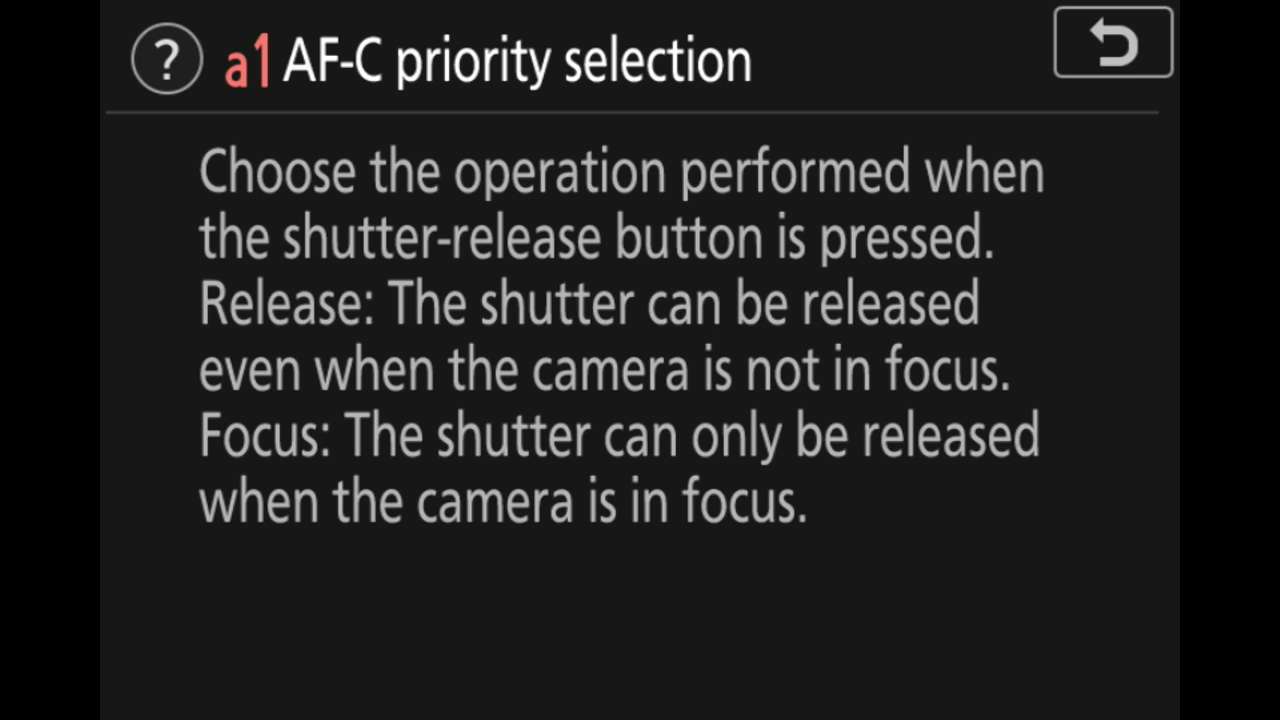 ? a1 AF-C priority selection
Choose the operation performed when
the shutter-release button is pressed.
Release: The shutter can be released
even when the camera is not in focus.
Focus: The shutter can only be released
when the camera is in focus.